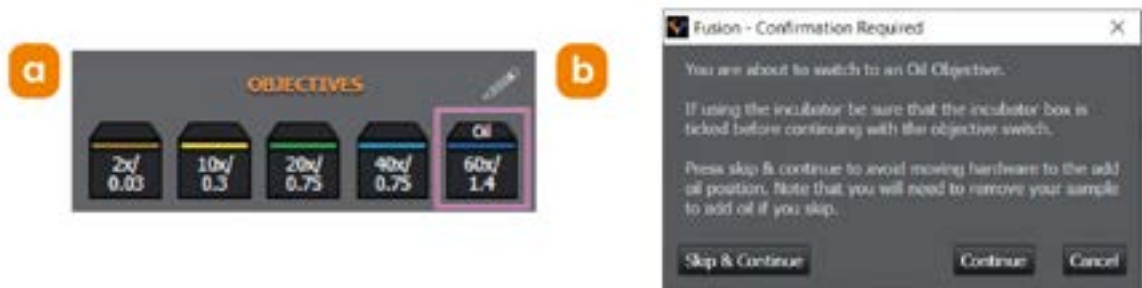 a
OBJECTIVES
2x/
0.03
10x/
0.3
20x/
0.75
40x/
0.75
Oil
60x/
1.4
b
Fusion - Confirmation Required
You are about to switch to an Oil Objective.
If using the incubator be sure that the incubator box is
ticked before continuing with the objective switch.
Press skip & continue to avoid moving hardware to the add
oil position. Note that you will need to remove your sample
to add oil if you skip.
Skip & Continue
Continue
Cancel